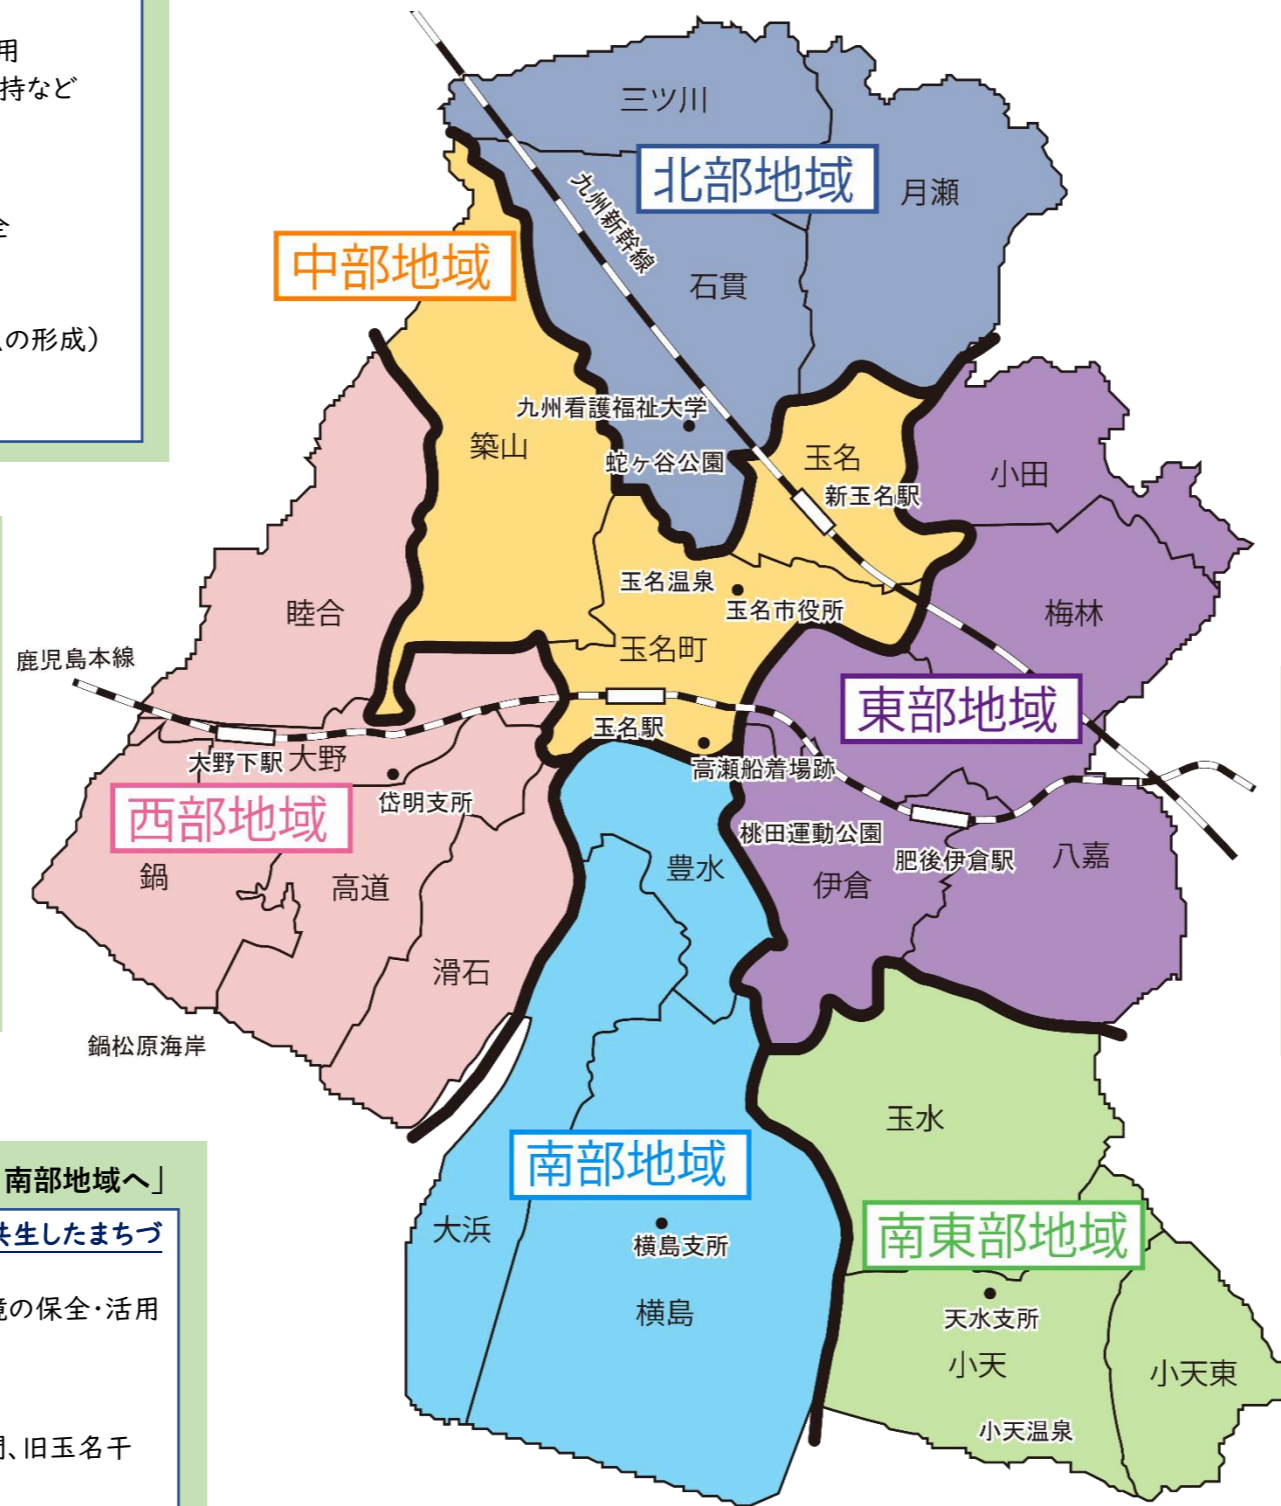 用
持など
全
の形成）
三ツ川
北部地域
月瀬
九州新幹線
中部地域
石貫
九州看護福祉大学
築山
蛇ヶ谷公園
玉名
新玉名駅
小田
玉名温泉
玉名市役所
睦合
梅林
玉名町
鹿児島本線
東部地域
玉名駅
大野下駅
大野
高瀬船着場跡
岱明支所
西部地域
桃田運動公園
肥後伊倉駅
八嘉
豊水
鍋
高道
伊倉
滑石
鍋松原海岸
玉水
南部地域へ」
南部地域
共生したまちづ
大浜
横島支所
南東部地域
境の保全・活用
横島
天水支所
小天
小天東
小天温泉
、旧玉名干